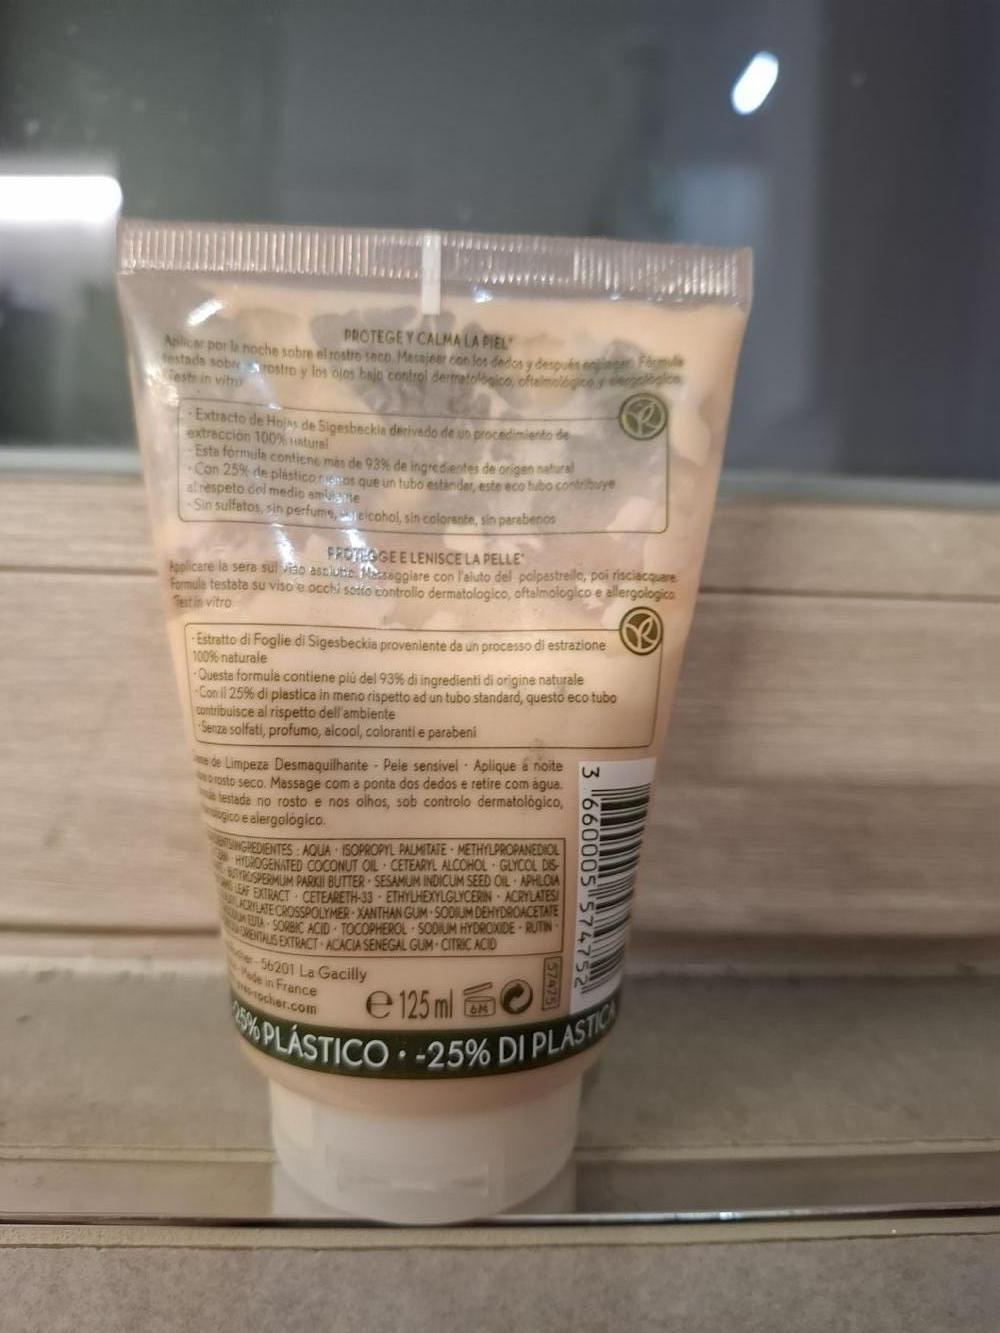 PROTEGE Y CALMA LA PIEL*
Aplicar por la noche sobre el rostro seco. Masajear con los dedos y después enjuagar. Fórmula
testada sobre rostro y los ojos bajo control dermatológico, oftalmológico y alergológico.
*Tests in vitro
• Extracto de Hojas de Sigesbeckia derivado de un procedimiento de
extracción 100% natural
• Esta fórmula contiene más de 93% de ingredientes de origen natural
• Con 25% de plástico menos que un tubo estándar, este eco tubo contribuye
al respeto del medio ambiente
• Sin sulfatos, sin perfume, alcohol, sin colorante, sin parabenos
PROTEGGE E LENISCE LA PELLE*
Applicare la sera sul viso asciutto. Massaggiare con l'aiuto del polpastrello, poi risciacquare.
Formula testata su viso e occhi sotto controllo dermatologico, oftalmologico e allergologico.
*Test in vitro
• Estratto di Foglie di Sigesbeckia proveniente da un processo di estrazione
100% naturale
• Questa formula contiene più del 93% di ingredienti di origine naturale
• Con il 25% di plastica in meno rispetto ad un tubo standard, questo eco tubo
contribuisce al rispetto dell'ambiente
• Senza solfati, profumo, alcool, coloranti e parabeni
de Limpeza Desmaquilhante - Pele sensível • Aplique à noite
o rosto seco. Massage com a ponta dos dedos e retire com água.
testada no rosto e nos olhos, sob controlo dermatológico,
e alergológico.
INGREDIENTES : AQUA • ISOPROPYL PALMITATE • METHYLPROPANEDIOL
HYDROGENATED COCONUT OIL • CETEARYL ALCOHOL • GLYCOL DIS-
BUTYROSPERMUM PARKII BUTTER • SESAMUM INDICUM SEED OIL • APHLOIA
LEAF EXTRACT • CETEARETH-33 • ETHYLHEXYLGLYCERIN • ACRYLATES/
ACRYLATE CROSSPOLYMER • XANTHAN GUM • SODIUM DEHYDROACETATE
EDTA • SORBIC ACID • TOCOPHEROL • SODIUM HYDROXIDE • RUTIN •
ORIENTALIS EXTRACT • ACACIA SENEGAL GUM • CITRIC ACID
- 56201 La Gacilly
Made in France
e 125 ml 6M
57475
3 660005 574752
25% PLÁSTICO • -25% DI PLASTICA